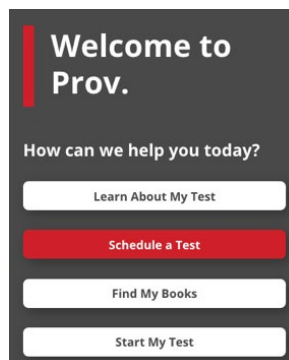 Welcome to
Prov.
How can we help you today?
Learn About My Test
Schedule a Test
Find My Books
Start My Test